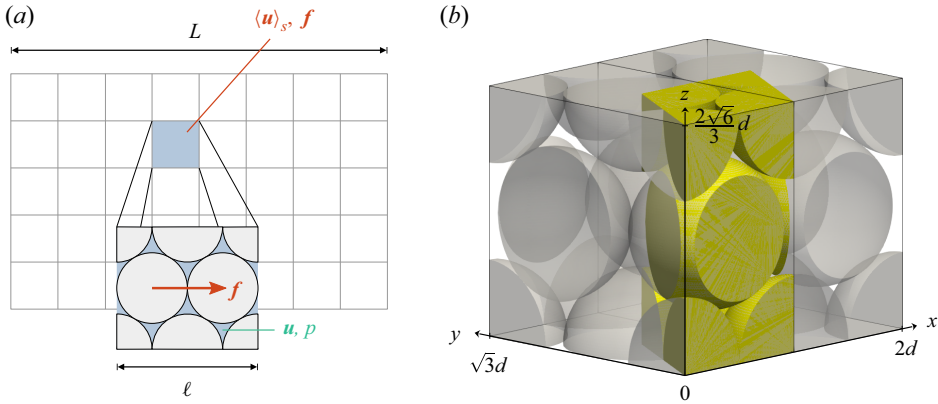 (a)
L
⟨u⟩ₛ, f
f
u, p
ℓ
(b)
z
2√6/3 d
y
x
√3d
2d
0